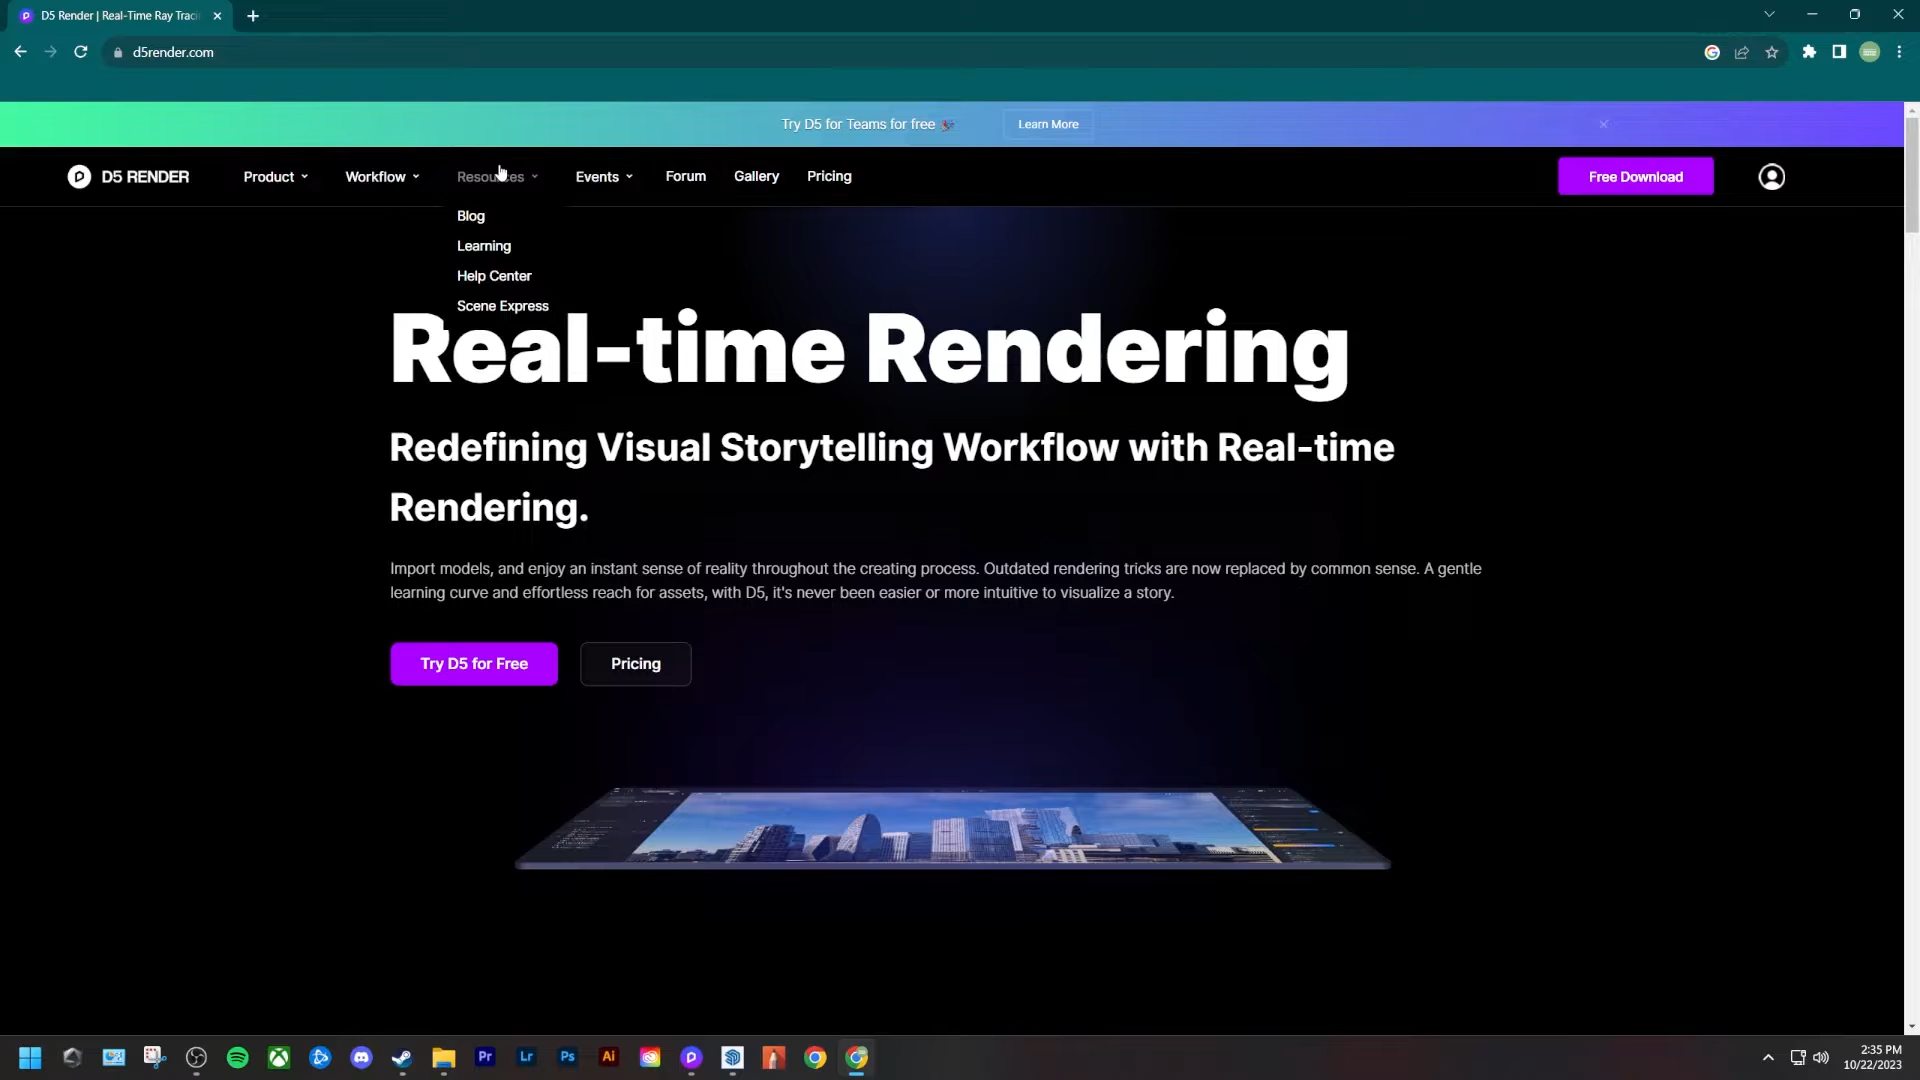 D5 Render | Real-Time Ray Traci
d5render.com
Try D5 for Teams for free
Learn More
D5 RENDER
Product
Workflow
Resources
Events
Forum
Gallery
Pricing
Free Download
Blog
Learning
Help Center
Scene Express
Real-time Rendering
Redefining Visual Storytelling Workflow with Real-time
Rendering.
Import models, and enjoy an instant sense of reality throughout the creating process. Outdated rendering tricks are now replaced by common sense. A gentle
learning curve and effortless reach for assets, with D5, it's never been easier or more intuitive to visualize a story.
Try D5 for Free
Pricing
Pr
Lr
Ps
Ai
2:35 PM
10/22/2023